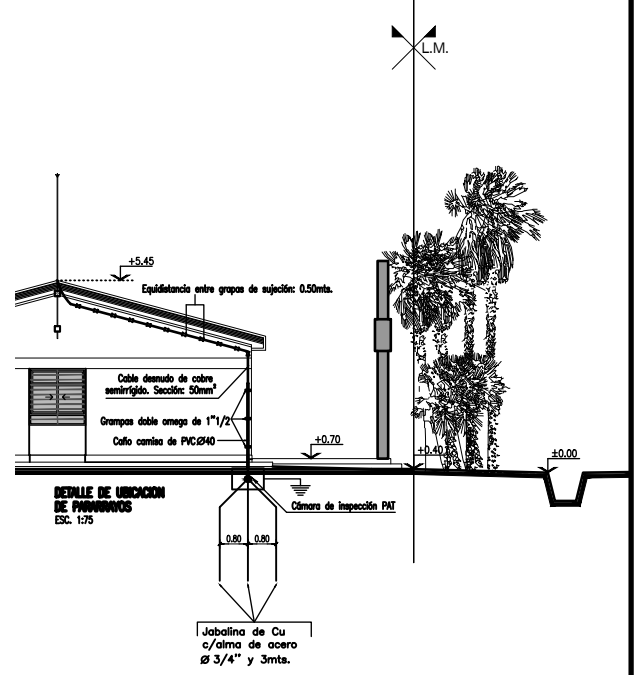 L.M.
+5.45
Equidistancia entre grapas de sujeción: 0.50mts.
Cable desnudo de cobre
semirrígido. Sección: 50mm²
Grampas doble omega de 1"1/2
Caño camisa de PVCØ40
+0.70
+0.40
±0.00
DETALLE DE UBICACION
DE PARARRAYOS
ESC. 1:75
Cámara de inspección PAT
0.80 0.80
Jabalina de Cu
c/alma de acero
Ø 3/4'' y 3mts.